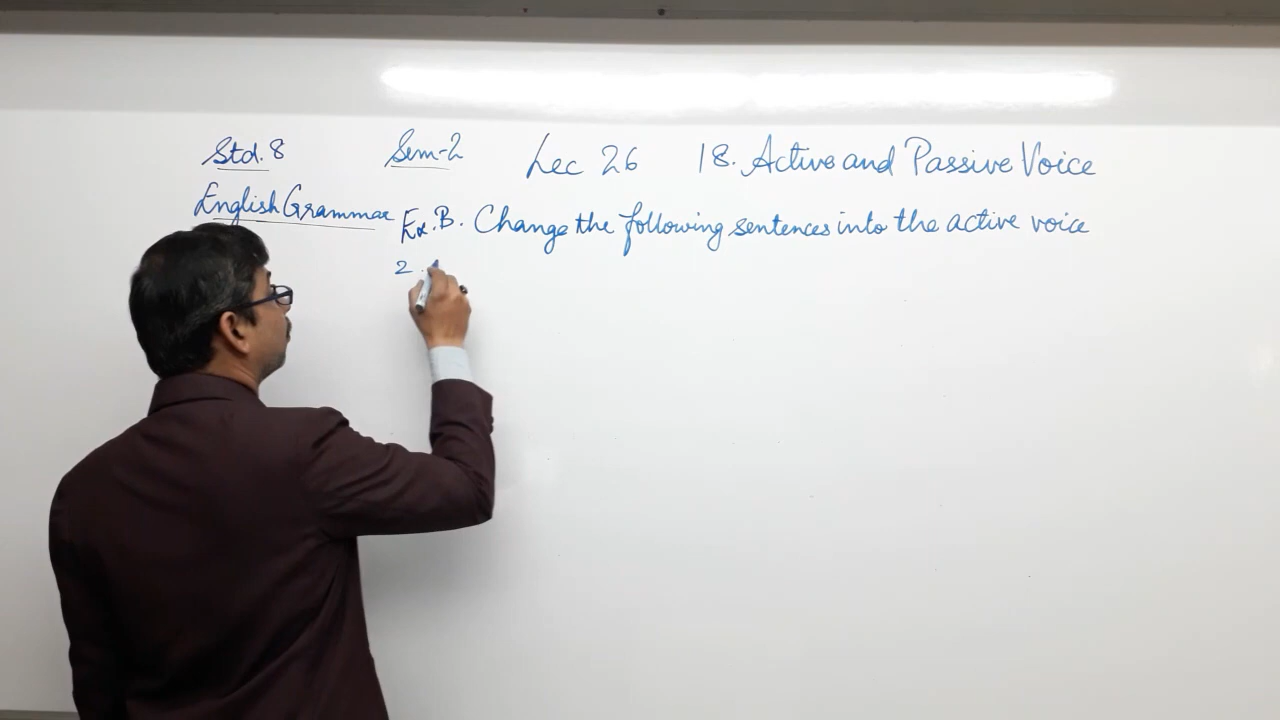 Std. 8 Sem-2 Lec 26 18. Active and Passive Voice
English Grammar Ex. B. Change the following sentences into the active voice
2.